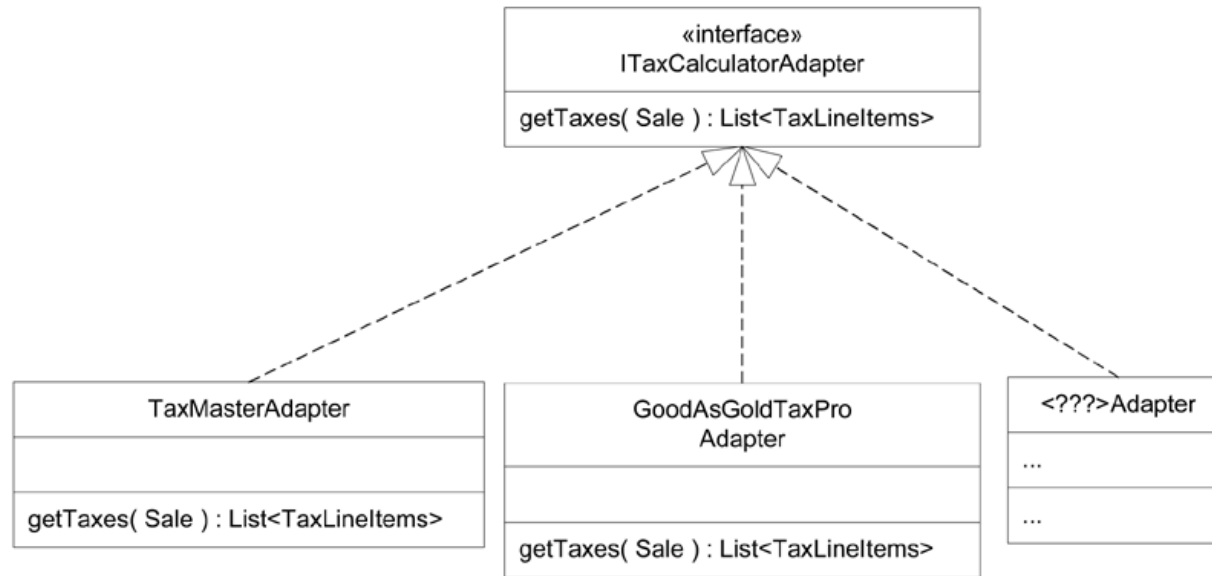 «interface»
ITaxCalculatorAdapter
getTaxes( Sale ) : List<TaxLineItems>
TaxMasterAdapter
getTaxes( Sale ) : List<TaxLineItems>
GoodAsGoldTaxPro
Adapter
getTaxes( Sale ) : List<TaxLineItems>
<???>Adapter
...
...